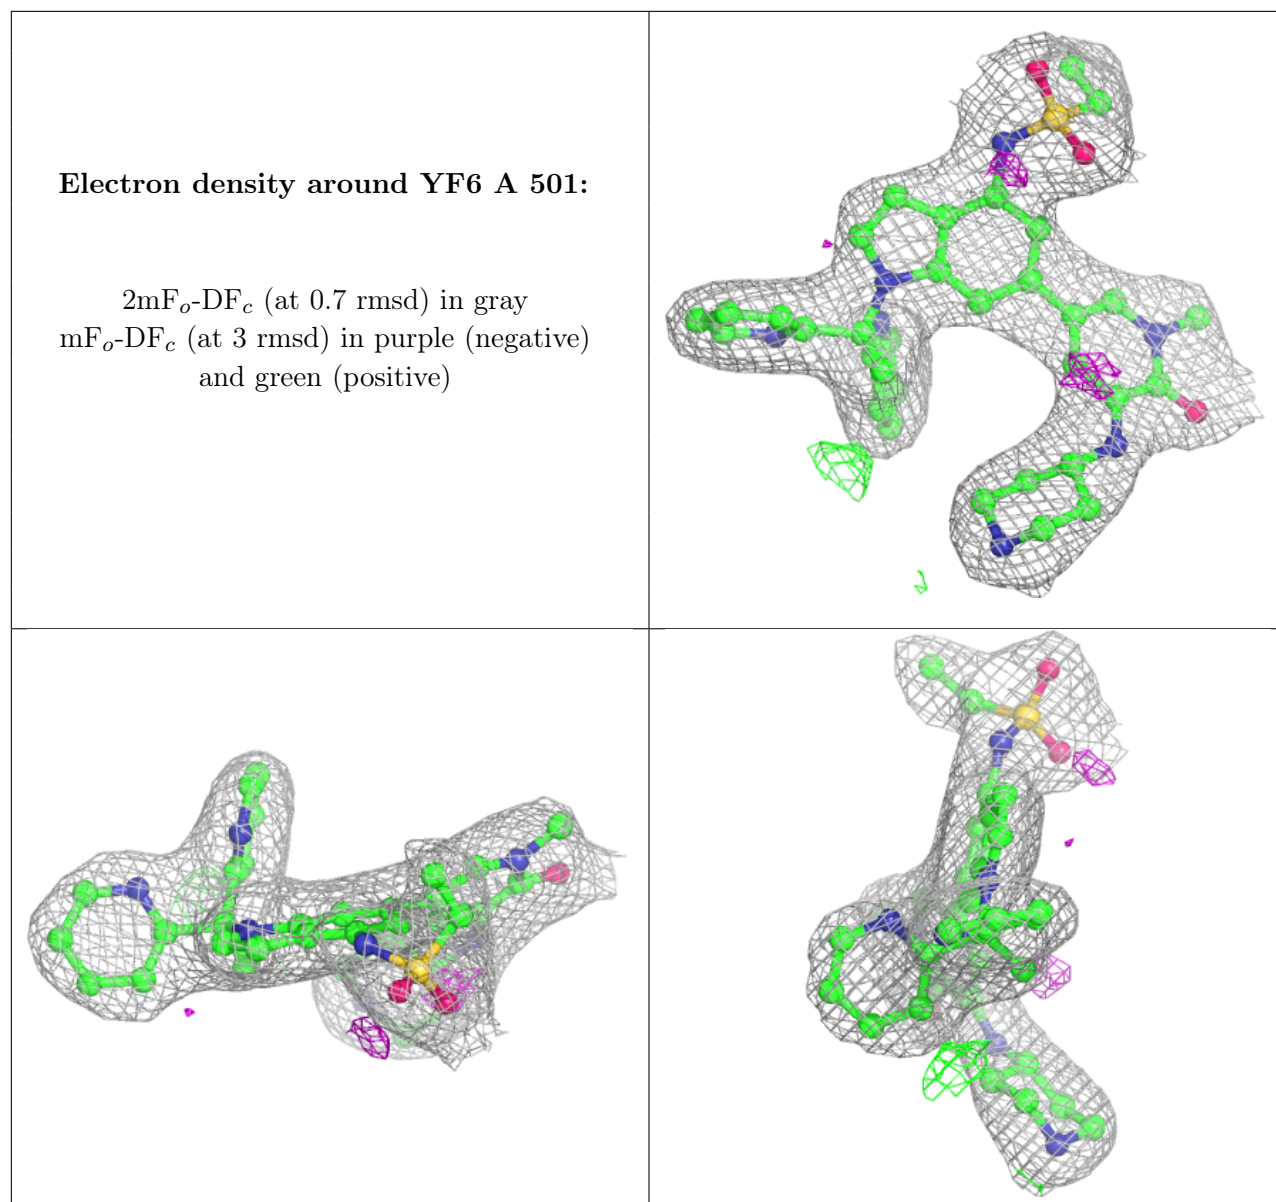 Electron density around YF6 A 501:
2mFo-DFc (at 0.7 rmsd) in gray
mFo-DFc (at 3 rmsd) in purple (negative)
and green (positive)